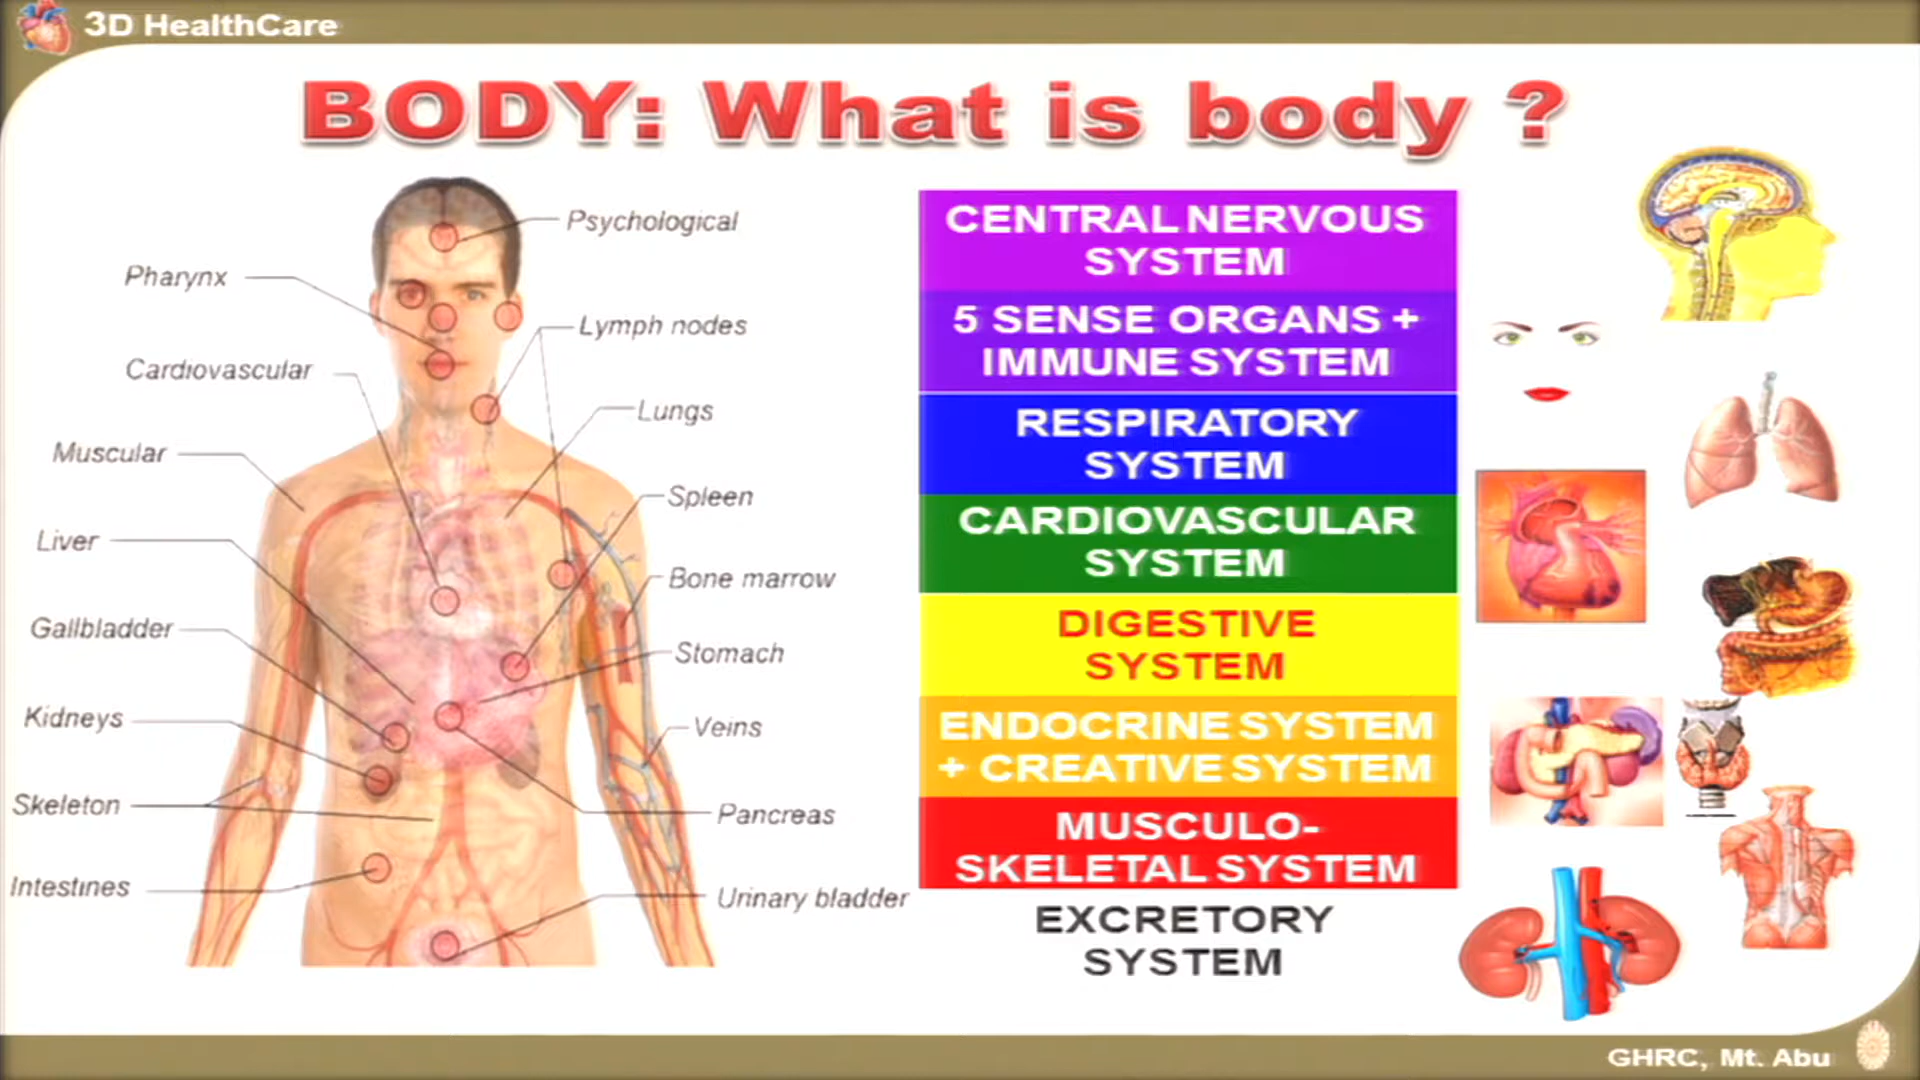 3D HealthCare
BODY: What is body ?
Psychological
Pharynx
Lymph nodes
Cardiovascular
Lungs
Muscular
Spleen
Liver
Bone marrow
Gallbladder
Stomach
Kidneys
Veins
Skeleton
Pancreas
Intestines
Urinary bladder
CENTRAL NERVOUS
SYSTEM
5 SENSE ORGANS +
IMMUNE SYSTEM
RESPIRATORY
SYSTEM
CARDIOVASCULAR
SYSTEM
DIGESTIVE
SYSTEM
ENDOCRINE SYSTEM
+ CREATIVE SYSTEM
MUSCULO-
SKELETAL SYSTEM
EXCRETORY
SYSTEM
GHRC, Mt. Abu